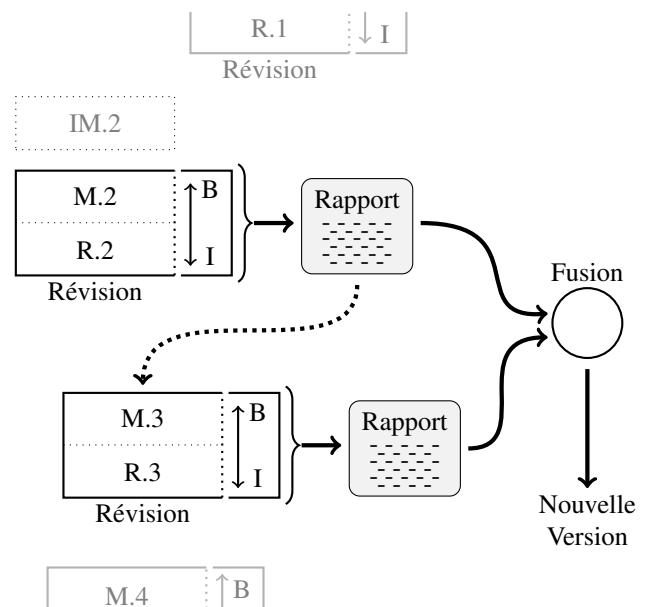 R.1
I
Révision
IM.2
M.2
B
R.2
I
Révision
Rapport
Fusion
M.3
B
R.3
I
Révision
Rapport
Nouvelle
Version
M.4
B